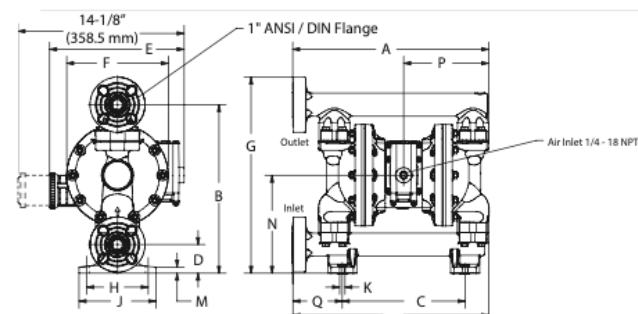 14-1/8"
(358.5 mm)
E
F
1" ANSI / DIN Flange
A
P
Outlet
Air Inlet 1/4 - 18 NPT
G
B
N
Inlet
D
H
J
M
Q
K
C